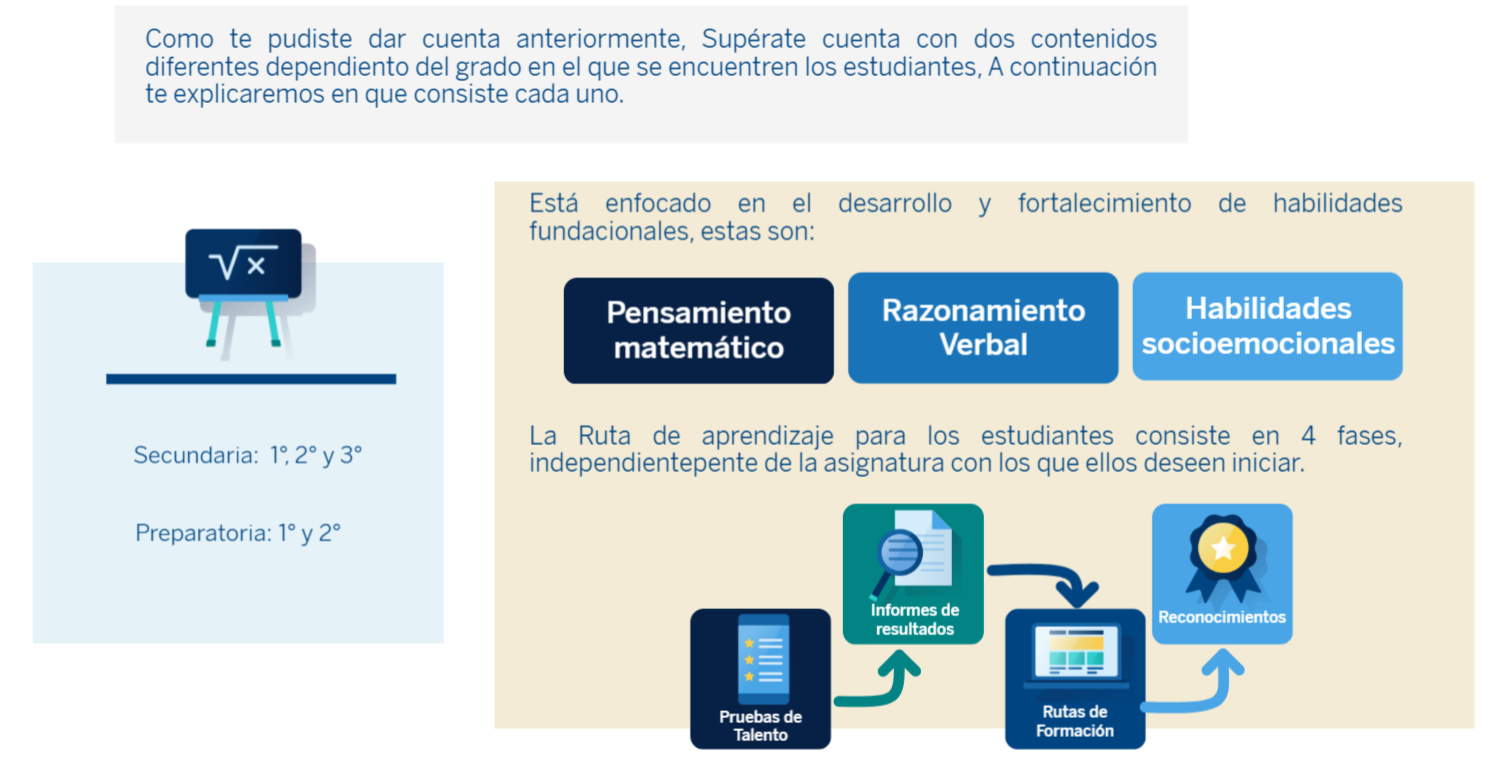 Como te pudiste dar cuenta anteriormente, Supérate cuenta con dos contenidos
diferentes dependiento del grado en el que se encuentren los estudiantes, A continuación
te explicaremos en que consiste cada uno.
√x
Secundaria: 1°, 2° y 3°
Preparatoria: 1° y 2°
Está enfocado en el desarrollo y fortalecimiento de habilidades
fundacionales, estas son:
Pensamiento
matemático
Razonamiento
Verbal
Habilidades
socioemocionales
La Ruta de aprendizaje para los estudiantes consiste en 4 fases,
independientepente de la asignatura con los que ellos deseen iniciar.
Pruebas de
Talento
Informes de
resultados
Rutas de
Formación
Reconocimientos